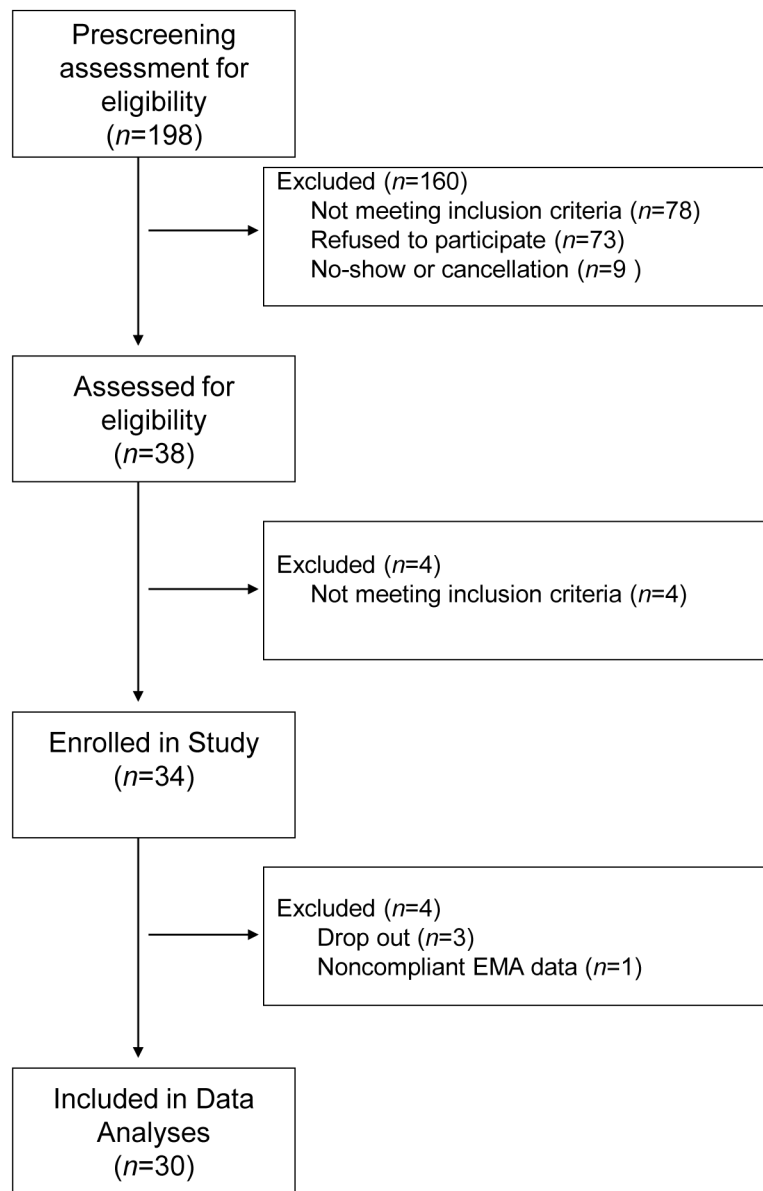 Prescreening
assessment for
eligibility
(n=198)
Excluded (n=160)
Not meeting inclusion criteria (n=78)
Refused to participate (n=73)
No-show or cancellation (n=9 )
Assessed for
eligibility
(n=38)
Excluded (n=4)
Not meeting inclusion criteria (n=4)
Enrolled in Study
(n=34)
Excluded (n=4)
Drop out (n=3)
Noncompliant EMA data (n=1)
Included in Data
Analyses
(n=30)